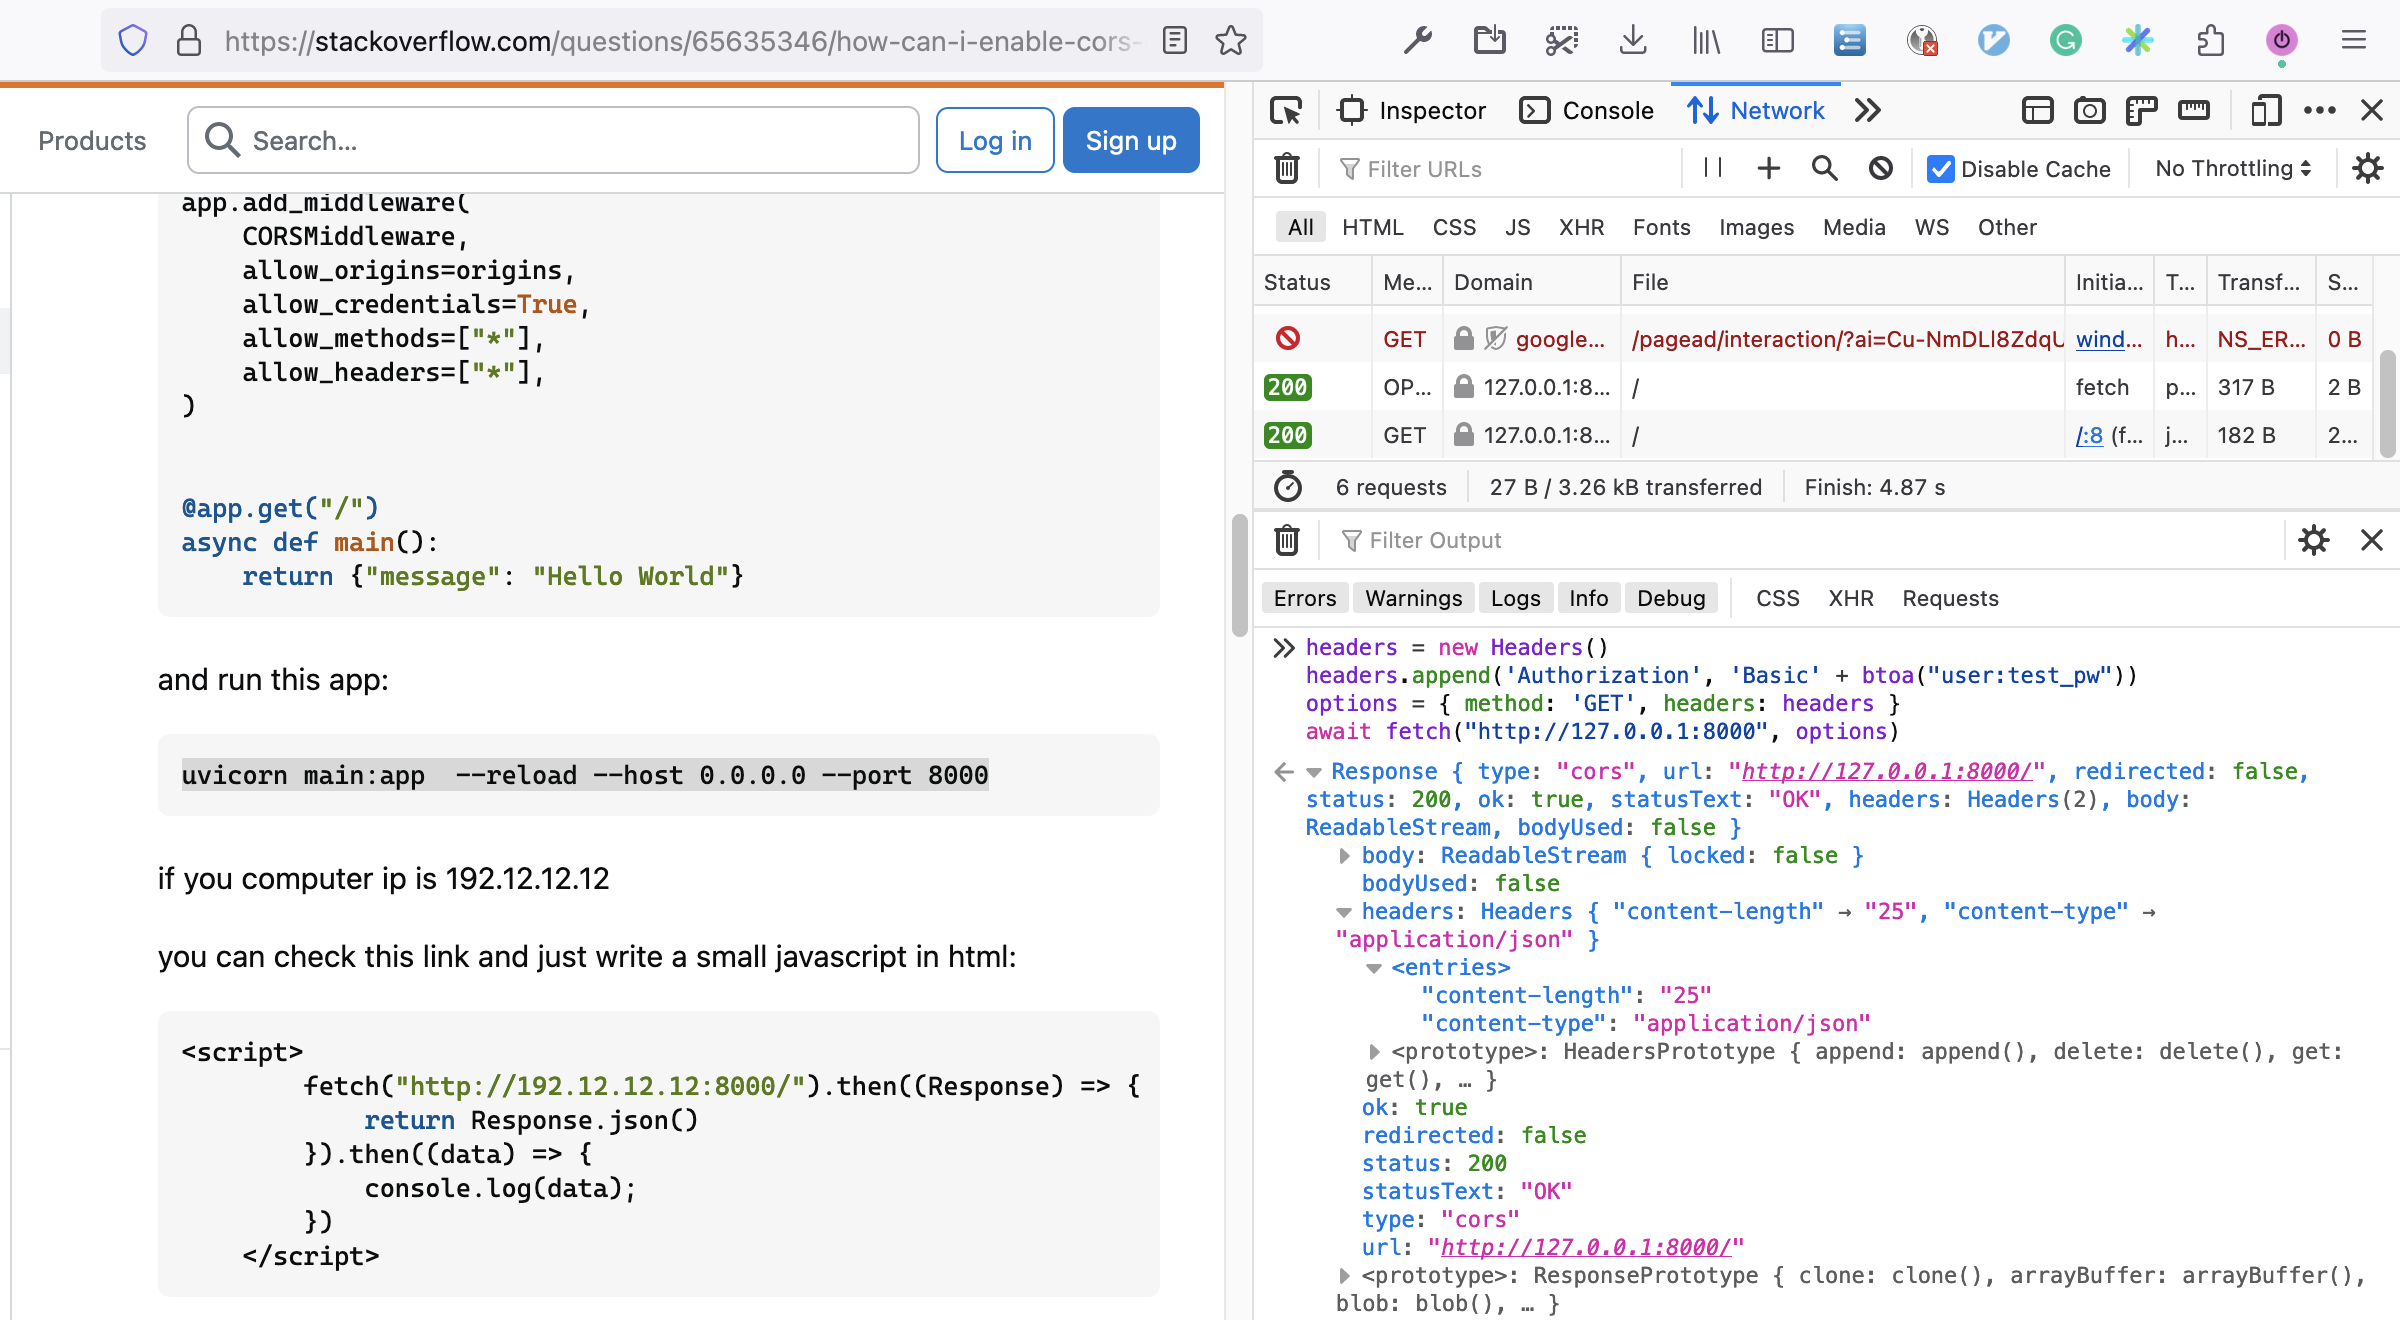 https://stackoverflow.com/questions/65635346/how-can-i-enable-cors-
Products
Search...
Log in
Sign up
app.add_middleware(
    CORSMiddleware,
    allow_origins=origins,
    allow_credentials=True,
    allow_methods=["*"],
    allow_headers=["*"],
)
@app.get("/")
async def main():
    return {"message": "Hello World"}
and run this app:
uvicorn main:app  --reload --host 0.0.0.0 --port 8000
if you computer ip is 192.12.12.12
you can check this link and just write a small javascript in html:
<script>
        fetch("http://192.12.12.12:8000/").then((Response) => {
            return Response.json()
        }).then((data) => {
            console.log(data);
        })
    </script>
Inspector Console Network
Filter URLs Disable Cache No Throttling
All HTML CSS JS XHR Fonts Images Media WS Other
Status Me... Domain File Initia... T... Transf... S...
GET google... /pagead/interaction/?ai=Cu-NmDLl8ZdqU wind... h... NS_ER... 0 B
200 OP... 127.0.0.1:8... / fetch p... 317 B 2 B
200 GET 127.0.0.1:8... / /:8 (f... j... 182 B 2...
6 requests 27 B / 3.26 kB transferred Finish: 4.87 s
Filter Output
Errors Warnings Logs Info Debug CSS XHR Requests
headers = new Headers()
headers.append('Authorization', 'Basic' + btoa("user:test_pw"))
options = { method: 'GET', headers: headers }
await fetch("http://127.0.0.1:8000", options)
Response { type: "cors", url: "http://127.0.0.1:8000/", redirected: false,
status: 200, ok: true, statusText: "OK", headers: Headers(2), body:
ReadableStream, bodyUsed: false }
body: ReadableStream { locked: false }
bodyUsed: false
headers: Headers { "content-length" → "25", "content-type" →
"application/json" }
<entries>
"content-length": "25"
"content-type": "application/json"
<prototype>: HeadersPrototype { append: append(), delete: delete(), get:
get(), … }
ok: true
redirected: false
status: 200
statusText: "OK"
type: "cors"
url: "http://127.0.0.1:8000/"
<prototype>: ResponsePrototype { clone: clone(), arrayBuffer: arrayBuffer(),
blob: blob(), … }